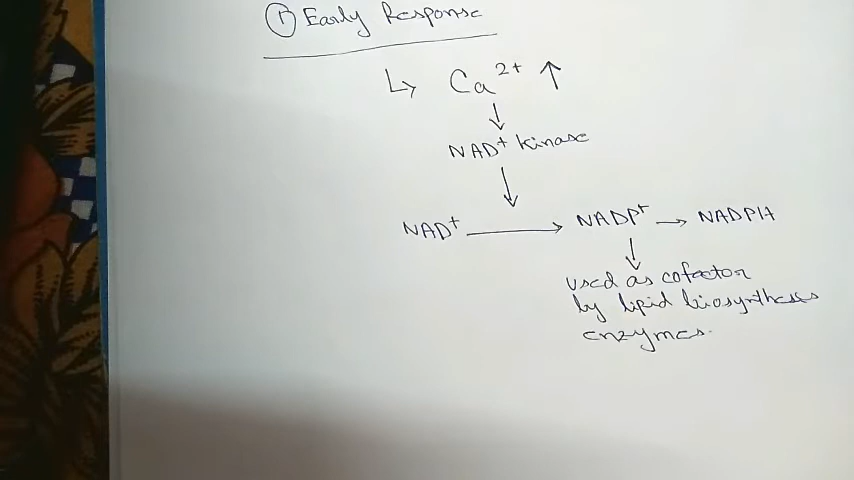 ① Early Response
↳ Ca²⁺ ↑
↓
NAD⁺ kinase
↓
NAD⁺ → NADP⁺ → NADPH
↓
used as cofactor
by lipid biosynthesis
enzymes.